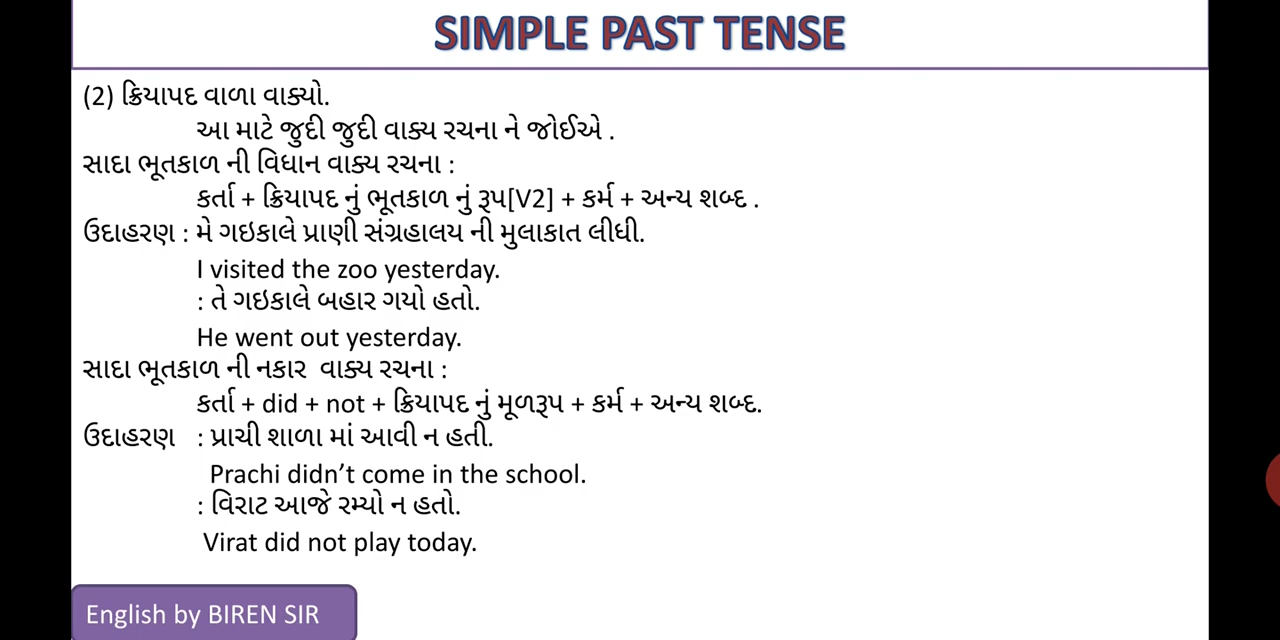 SIMPLE PAST TENSE
(2) ક્રિયાપદ વાળા વાક્યો.
આ માટે જુદી જુદી વાક્ય રચના ને જોઈએ .
સાદા ભૂતકાળ ની વિધાન વાક્ય રચના :
કર્તા + ક્રિયાપદ નું ભૂતકાળ નું રૂપ[V2] + કર્મ + અન્ય શબ્દ .
ઉદાહરણ : મે ગઇકાલે પ્રાણી સંગ્રહાલય ની મુલાકાત લીધી.
I visited the zoo yesterday.
: તે ગઇકાલે બહાર ગયો હતો.
He went out yesterday.
સાદા ભૂતકાળ ની નકાર વાક્ય રચના :
કર્તા + did + not + ક્રિયાપદ નું મૂળરૂપ + કર્મ + અન્ય શબ્દ.
ઉદાહરણ : પ્રાચી શાળા માં આવી ન હતી.
Prachi didn’t come in the school.
: વિરાટ આજે રમ્યો ન હતો.
Virat did not play today.
English by BIREN SIR